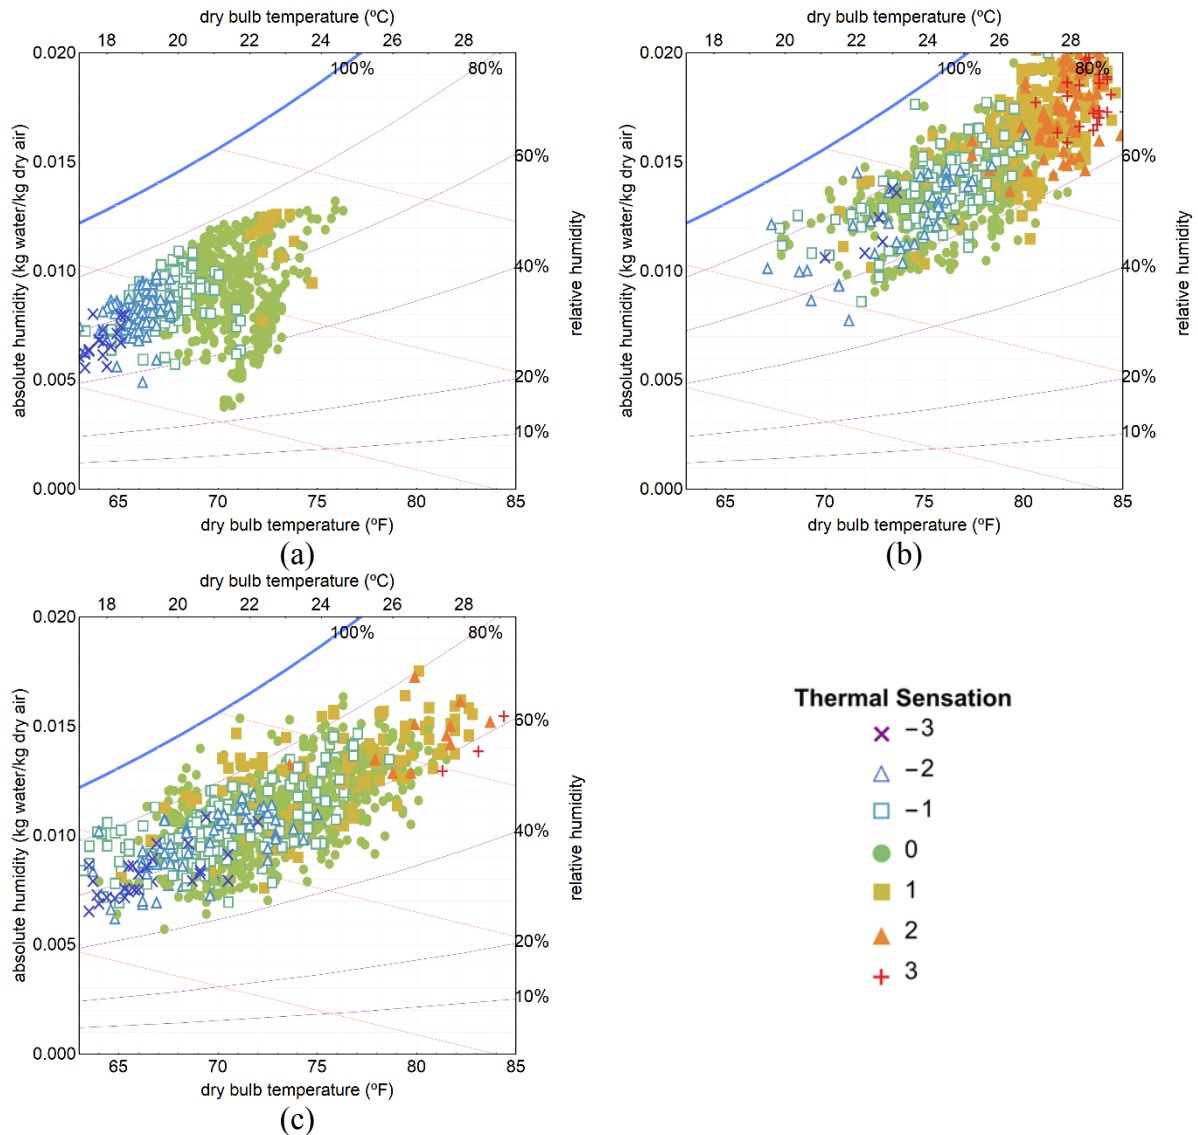 dry bulb temperature (ºC)
18 20 22 24 26 28
0.020
100%
80%
0.015
60%
0.010
40%
0.005
20%
10%
0.000
65 70 75 80 85
absolute humidity (kg water/kg dry air)
relative humidity
dry bulb temperature (ºF)
(a)
dry bulb temperature (ºC)
18 20 22 24 26 28
0.020
100%
80%
0.015
60%
0.010
40%
0.005
20%
10%
0.000
65 70 75 80 85
absolute humidity (kg water/kg dry air)
relative humidity
dry bulb temperature (ºF)
(b)
dry bulb temperature (ºC)
18 20 22 24 26 28
0.020
100%
80%
0.015
60%
0.010
40%
0.005
20%
10%
0.000
65 70 75 80 85
absolute humidity (kg water/kg dry air)
relative humidity
dry bulb temperature (ºF)
(c)
Thermal Sensation
−3
−2
−1
0
1
2
3